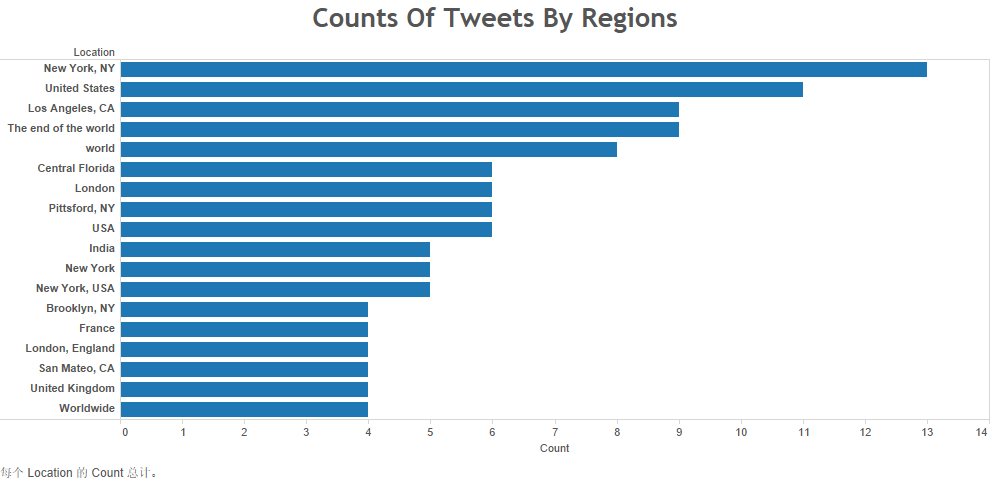 Counts Of Tweets By Regions
Location
New York, NY
United States
Los Angeles, CA
The end of the world
world
Central Florida
London
Pittsford, NY
USA
India
New York
New York, USA
Brooklyn, NY
France
London, England
San Mateo, CA
United Kingdom
Worldwide
0 1 2 3 4 5 6 7 8 9 10 11 12 13 14
Count
每个 Location 的 Count 总计。